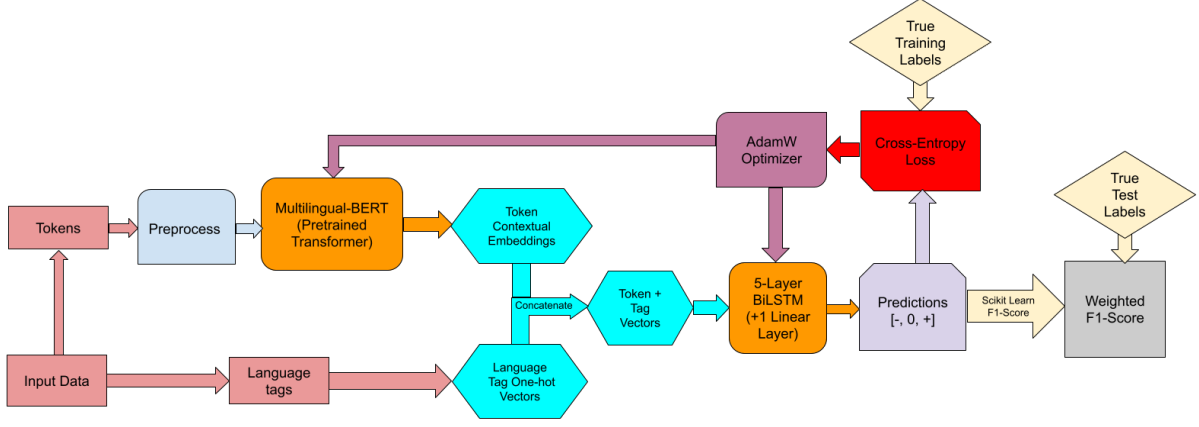 True
Training
Labels
AdamW
Optimizer
Cross-Entropy
Loss
True
Test
Labels
Tokens
Preprocess
Multilingual-BERT
(Pretrained
Transformer)
Token
Contextual
Embeddings
Concatenate
Token +
Tag
Vectors
5-Layer
BiLSTM
(+1 Linear
Layer)
Predictions
[-, 0, +]
Scikit Learn
F1-Score
Weighted
F1-Score
Input Data
Language
tags
Language
Tag One-hot
Vectors